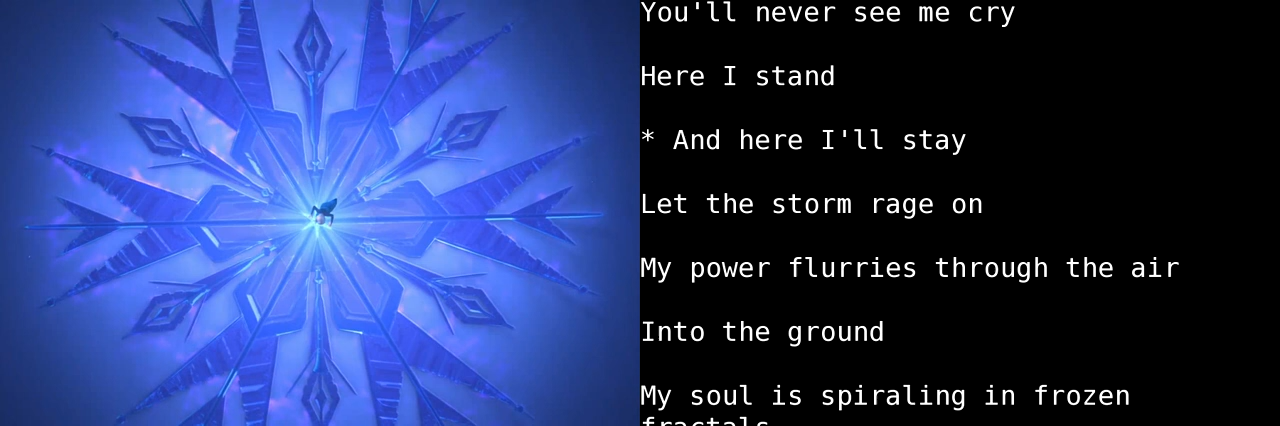 You'll never see me cry
Here I stand
* And here I'll stay
Let the storm rage on
My power flurries through the air
Into the ground
My soul is spiraling in frozen
fractals